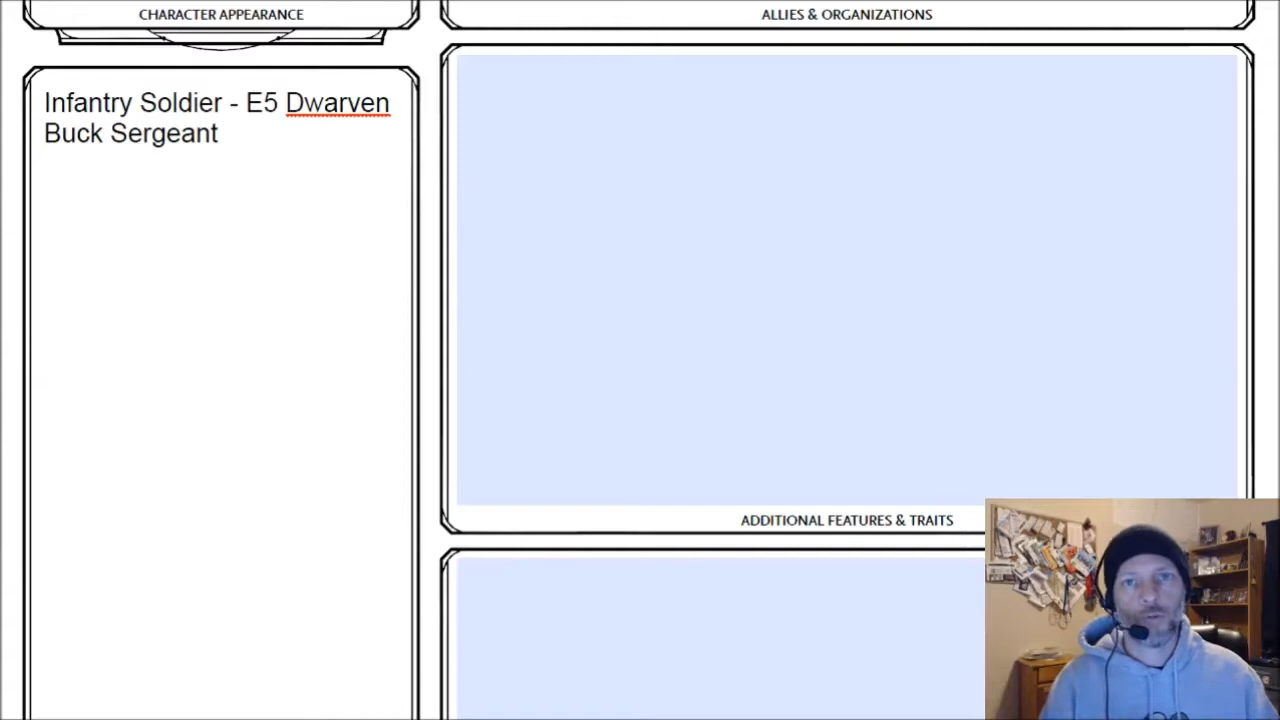 CHARACTER APPEARANCE
ALLIES & ORGANIZATIONS
Infantry Soldier - E5 Dwarven
Buck Sergeant
ADDITIONAL FEATURES & TRAITS